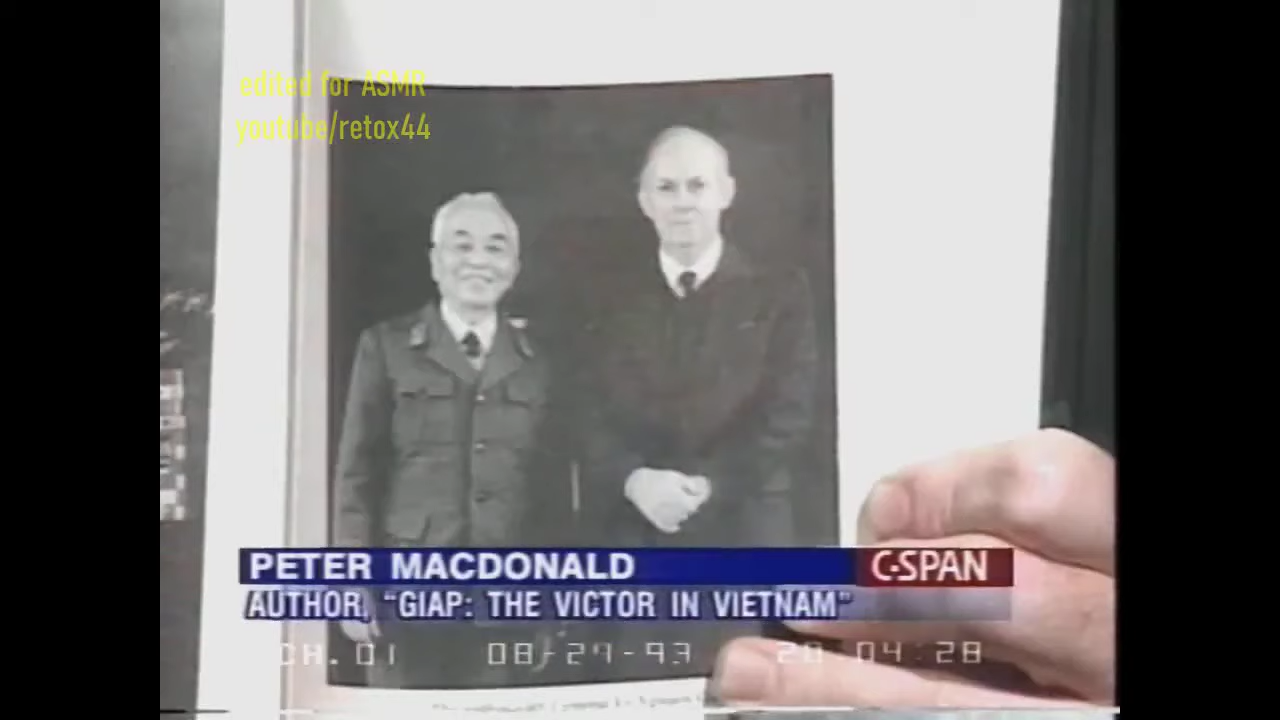 edited for ASMR
youtube/retox44
PETER MACDONALD
C-SPAN
AUTHOR, “GIAP: THE VICTOR IN VIETNAM”
CH.01 08-24-93 20:04:28